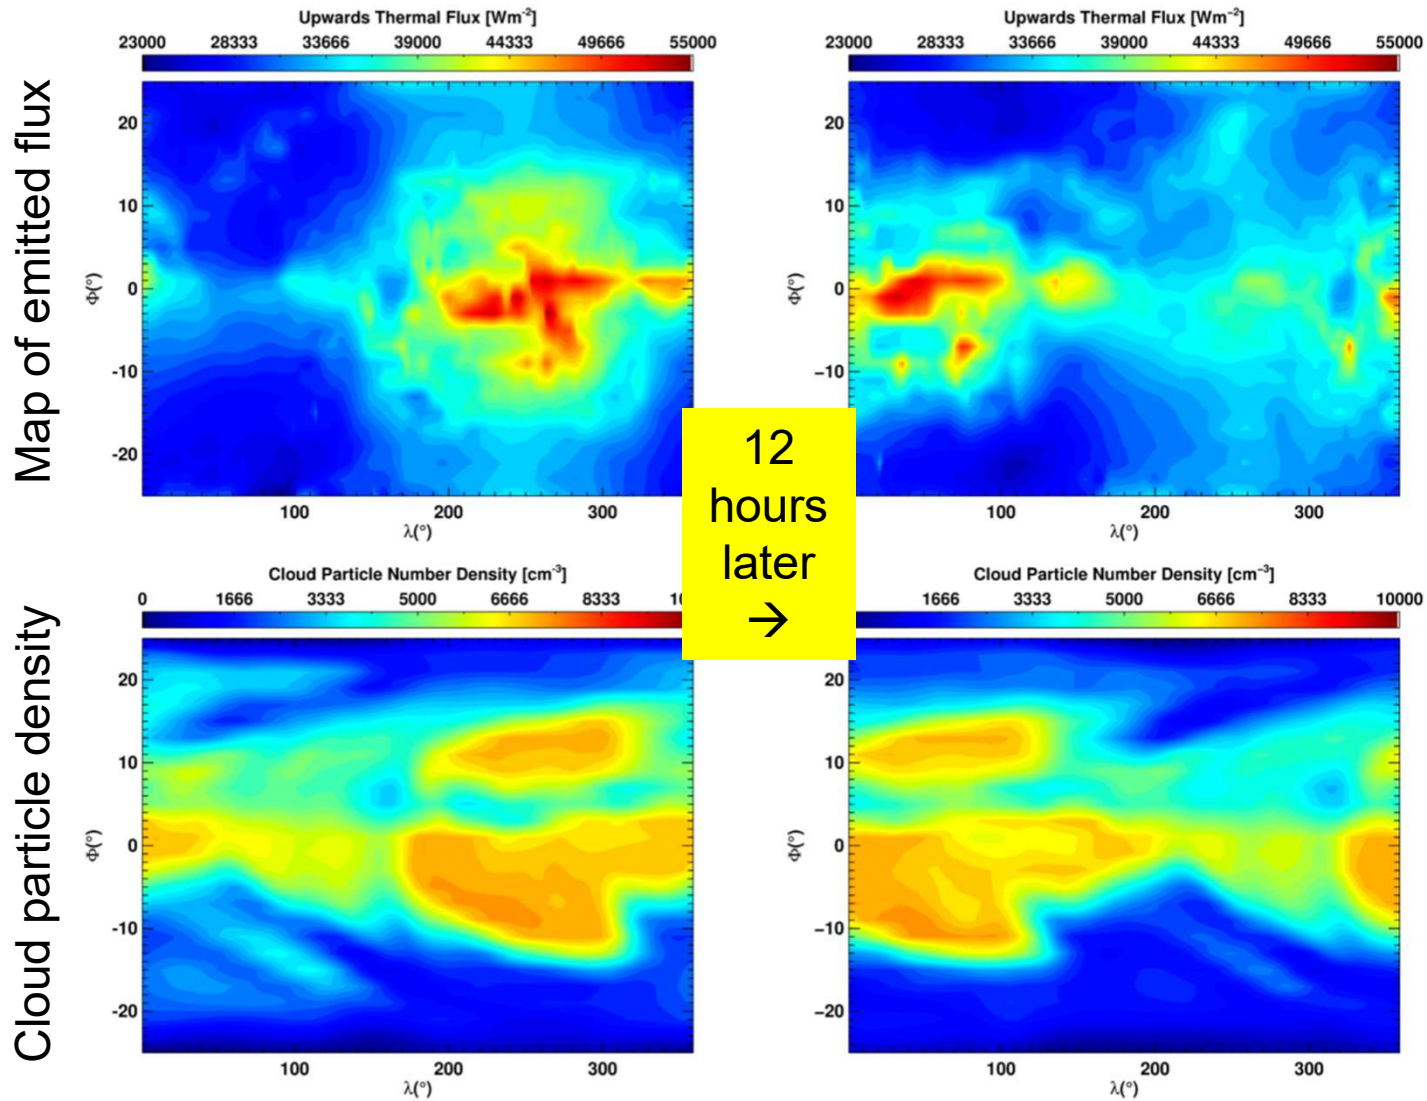 Map of emitted flux
Upwards Thermal Flux [Wm⁻²]
23000 28333 33666 39000 44333 49666 55000
20
10
0
−10
-20
Φ(°)
100 200 300
λ(°)
Upwards Thermal Flux [Wm⁻²]
23000 28333 33666 39000 44333 49666 55000
20
10
0
−10
-20
Φ(°)
100 200 300
λ(°)
12
hours
later
→
Cloud particle density
Cloud Particle Number Density [cm⁻³]
0 1666 3333 5000 6666 8333 10
20
10
0
−10
-20
Φ(°)
100 200 300
λ(°)
Cloud Particle Number Density [cm⁻³]
1666 3333 5000 6666 8333 10000
20
10
0
−10
-20
Φ(°)
100 200 300
λ(°)